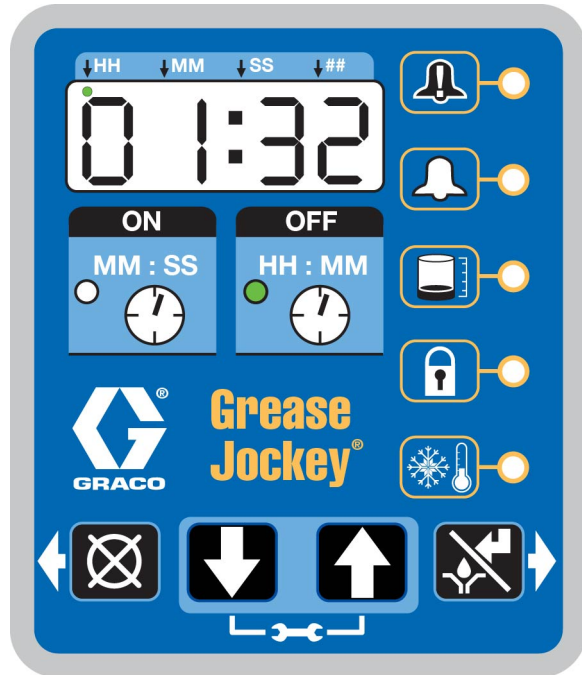 HH MM SS ##
01:32
ON OFF
MM : SS HH : MM
®
Grease
Jockey®
GRACO